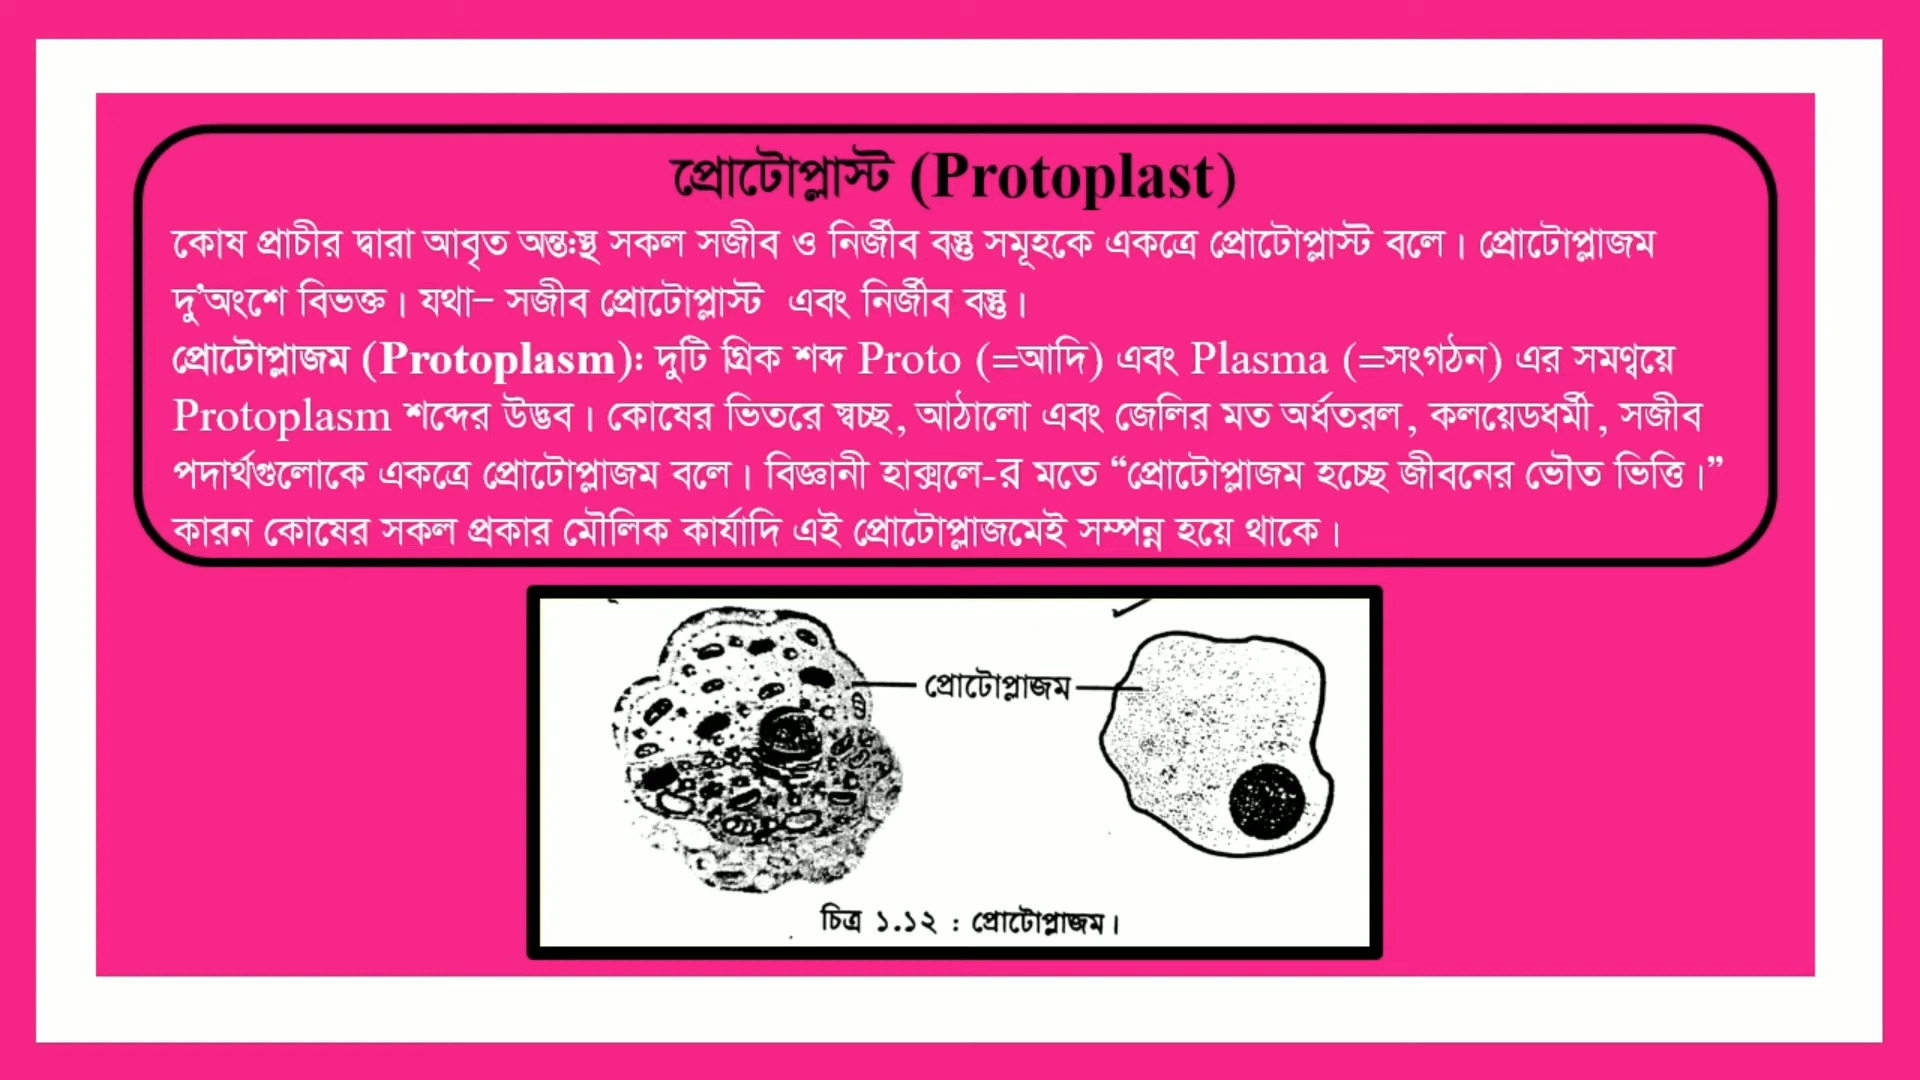 প্রোটোপ্লাস্ট (Protoplast)
কোষ প্রাচীর দ্বারা আবৃত অন্তঃস্থ সকল সজীব ও নির্জীব বস্তু সমূহকে একত্রে প্রোটোপ্লাস্ট বলে। প্রোটোপ্লাজম
দু’অংশে বিভক্ত। যথা– সজীব প্রোটোপ্লাস্ট এবং নির্জীব বস্তু।
প্রোটোপ্লাজম (Protoplasm): দুটি গ্রিক শব্দ Proto (=আদি) এবং Plasma (=সংগঠন) এর সমণ্বয়ে
Protoplasm শব্দের উদ্ভব। কোষের ভিতরে স্বচ্ছ, আঠালো এবং জেলির মত অর্ধতরল, কলয়েডধর্মী, সজীব
পদার্থগুলোকে একত্রে প্রোটোপ্লাজম বলে। বিজ্ঞানী হাক্সলে-র মতে “প্রোটোপ্লাজম হচ্ছে জীবনের ভৌত ভিত্তি।”
কারন কোষের সকল প্রকার মৌলিক কার্যাদি এই প্রোটোপ্লাজমেই সম্পন্ন হয়ে থাকে।
প্রোটোপ্লাজম
চিত্র ১.১২ : প্রোটোপ্লাজম।